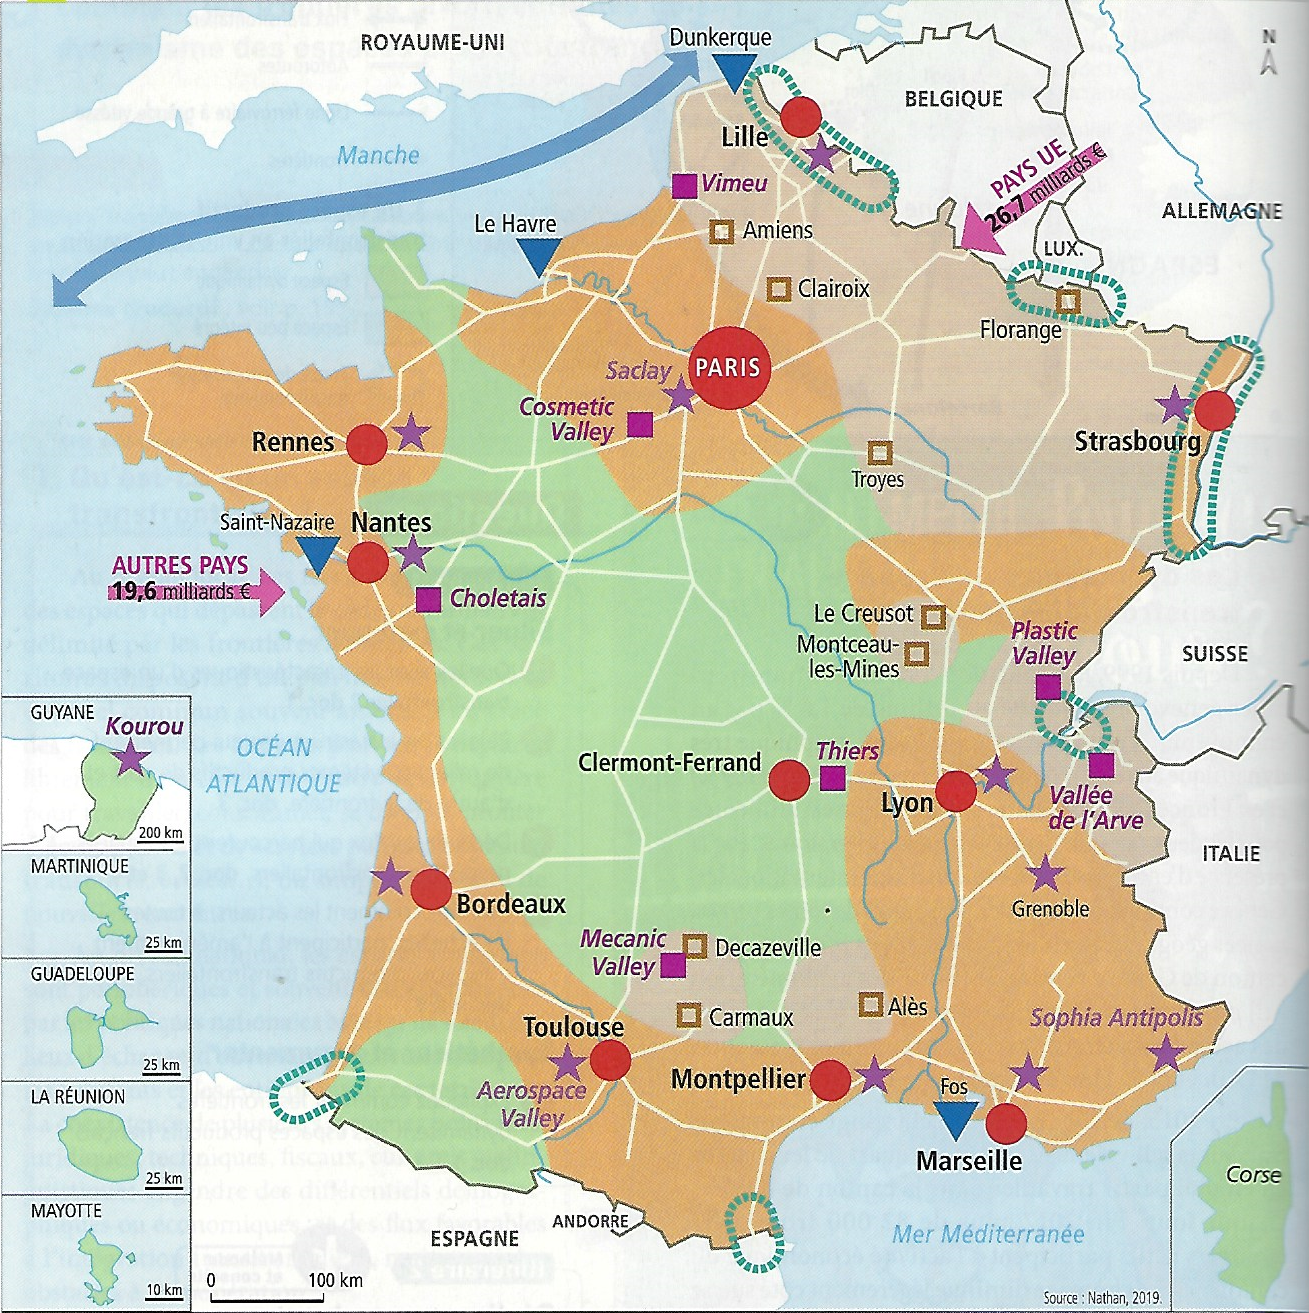 ROYAUME-UNI
Dunkerque
N
BELGIQUE
Manche
Lille
PAYS UE
26,7 milliards €
Vimeu
ALLEMAGNE
Le Havre
Amiens
LUX.
Clairoix
Florange
Saclay
PARIS
Cosmetic
Valley
Rennes
Strasbourg
Troyes
Saint-Nazaire
Nantes
AUTRES PAYS
19,6 milliards €
Choletais
Le Creusot
Montceau-
les-Mines
Plastic
Valley
SUISSE
GUYANE
Kourou
200 km
OCÉAN
ATLANTIQUE
Clermont-Ferrand
Thiers
Lyon
Vallée
de l'Arve
MARTINIQUE
25 km
ITALIE
Bordeaux
Grenoble
Mecanic
Valley
Decazeville
GUADELOUPE
25 km
Carmaux
Alès
Toulouse
Sophia Antipolis
Aerospace
Valley
Montpellier
Fos
LA RÉUNION
25 km
Marseille
Corse
MAYOTTE
10 km
ANDORRE
ESPAGNE
Mer Méditerranée
0 100 km
Source : Nathan, 2019.